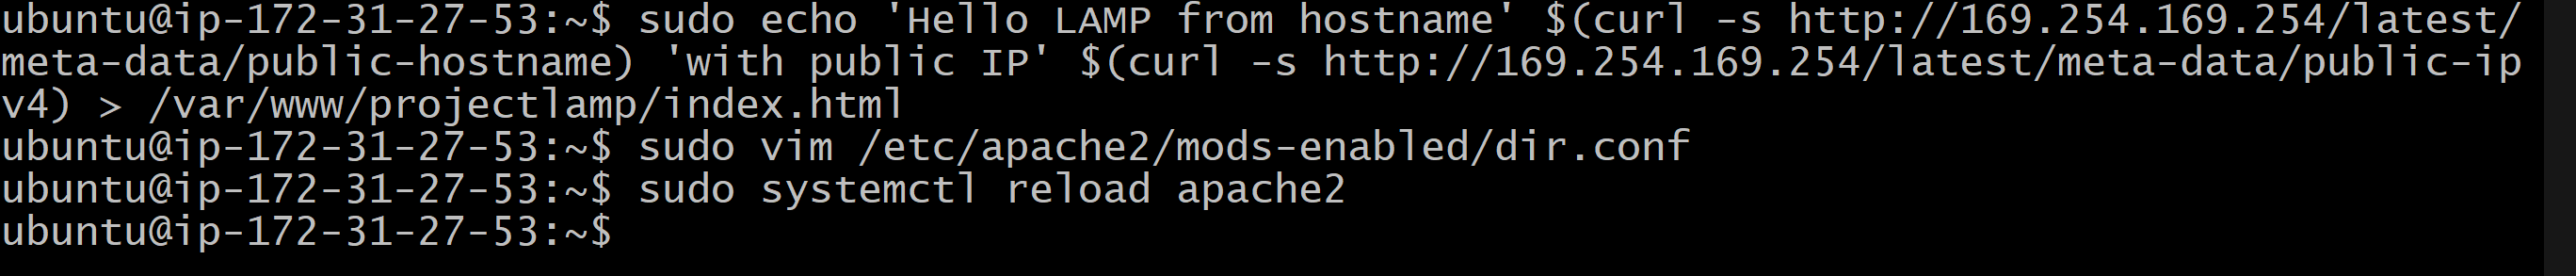 ubuntu@ip-172-31-27-53:~$ sudo echo 'Hello LAMP from hostname' $(curl -s http://169.254.169.254/latest/
meta-data/public-hostname) 'with public IP' $(curl -s http://169.254.169.254/latest/meta-data/public-ip
v4) > /var/www/projectlamp/index.html
ubuntu@ip-172-31-27-53:~$ sudo vim /etc/apache2/mods-enabled/dir.conf
ubuntu@ip-172-31-27-53:~$ sudo systemctl reload apache2
ubuntu@ip-172-31-27-53:~$